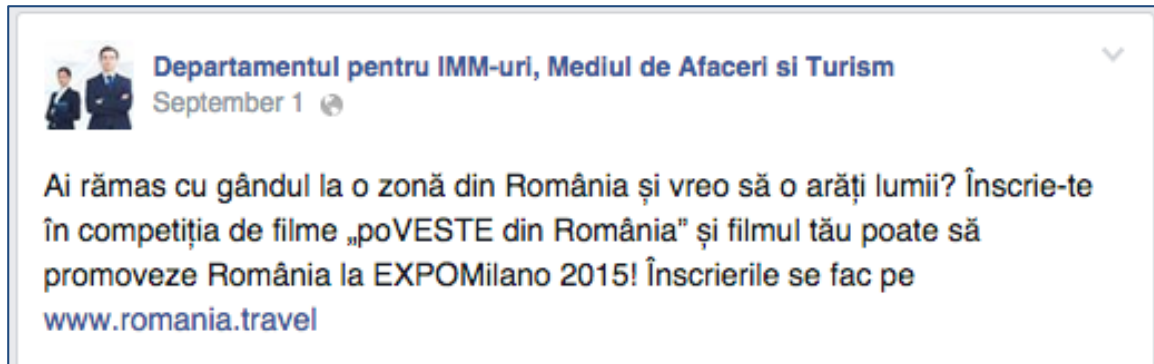 Departamentul pentru IMM-uri, Mediul de Afaceri si Turism
September 1
Ai rămas cu gândul la o zonă din România și vreo să o arăți lumii? Înscrie-te
în competiția de filme „poVESTE din România” și filmul tău poate să
promoveze România la EXPOMilano 2015! Înscrierile se fac pe
www.romania.travel